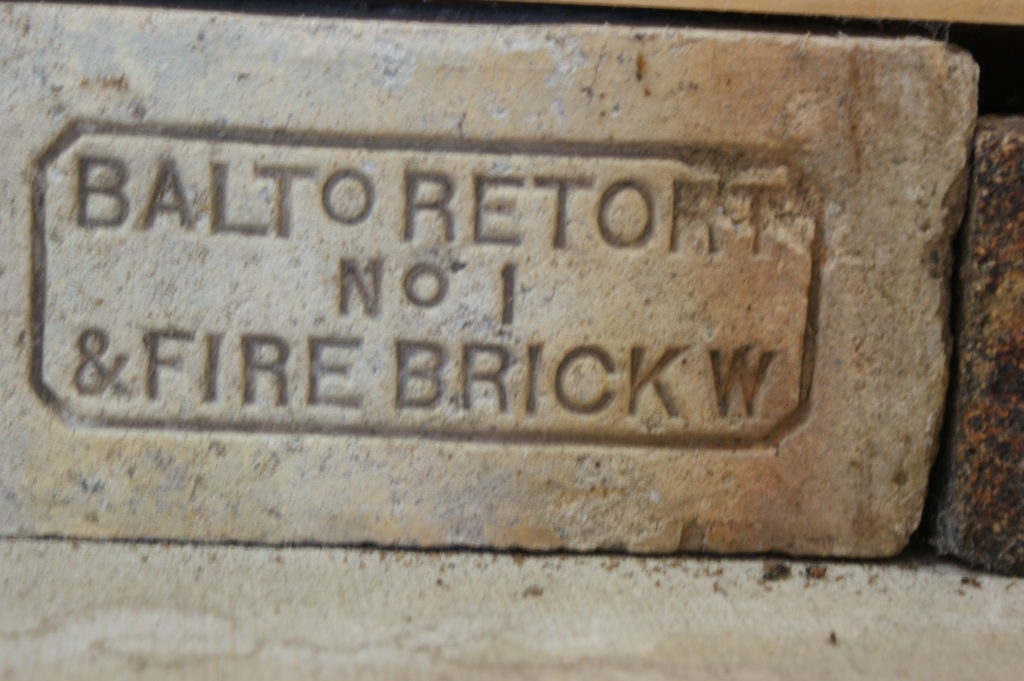 BALTO RETORT
NO 1
& FIRE BRICK W